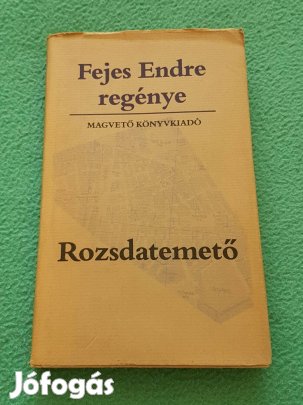 Fejes Endre
regénye
MAGVETŐ KÖNYVKIADÓ
Rozsdatemető
Jófogás